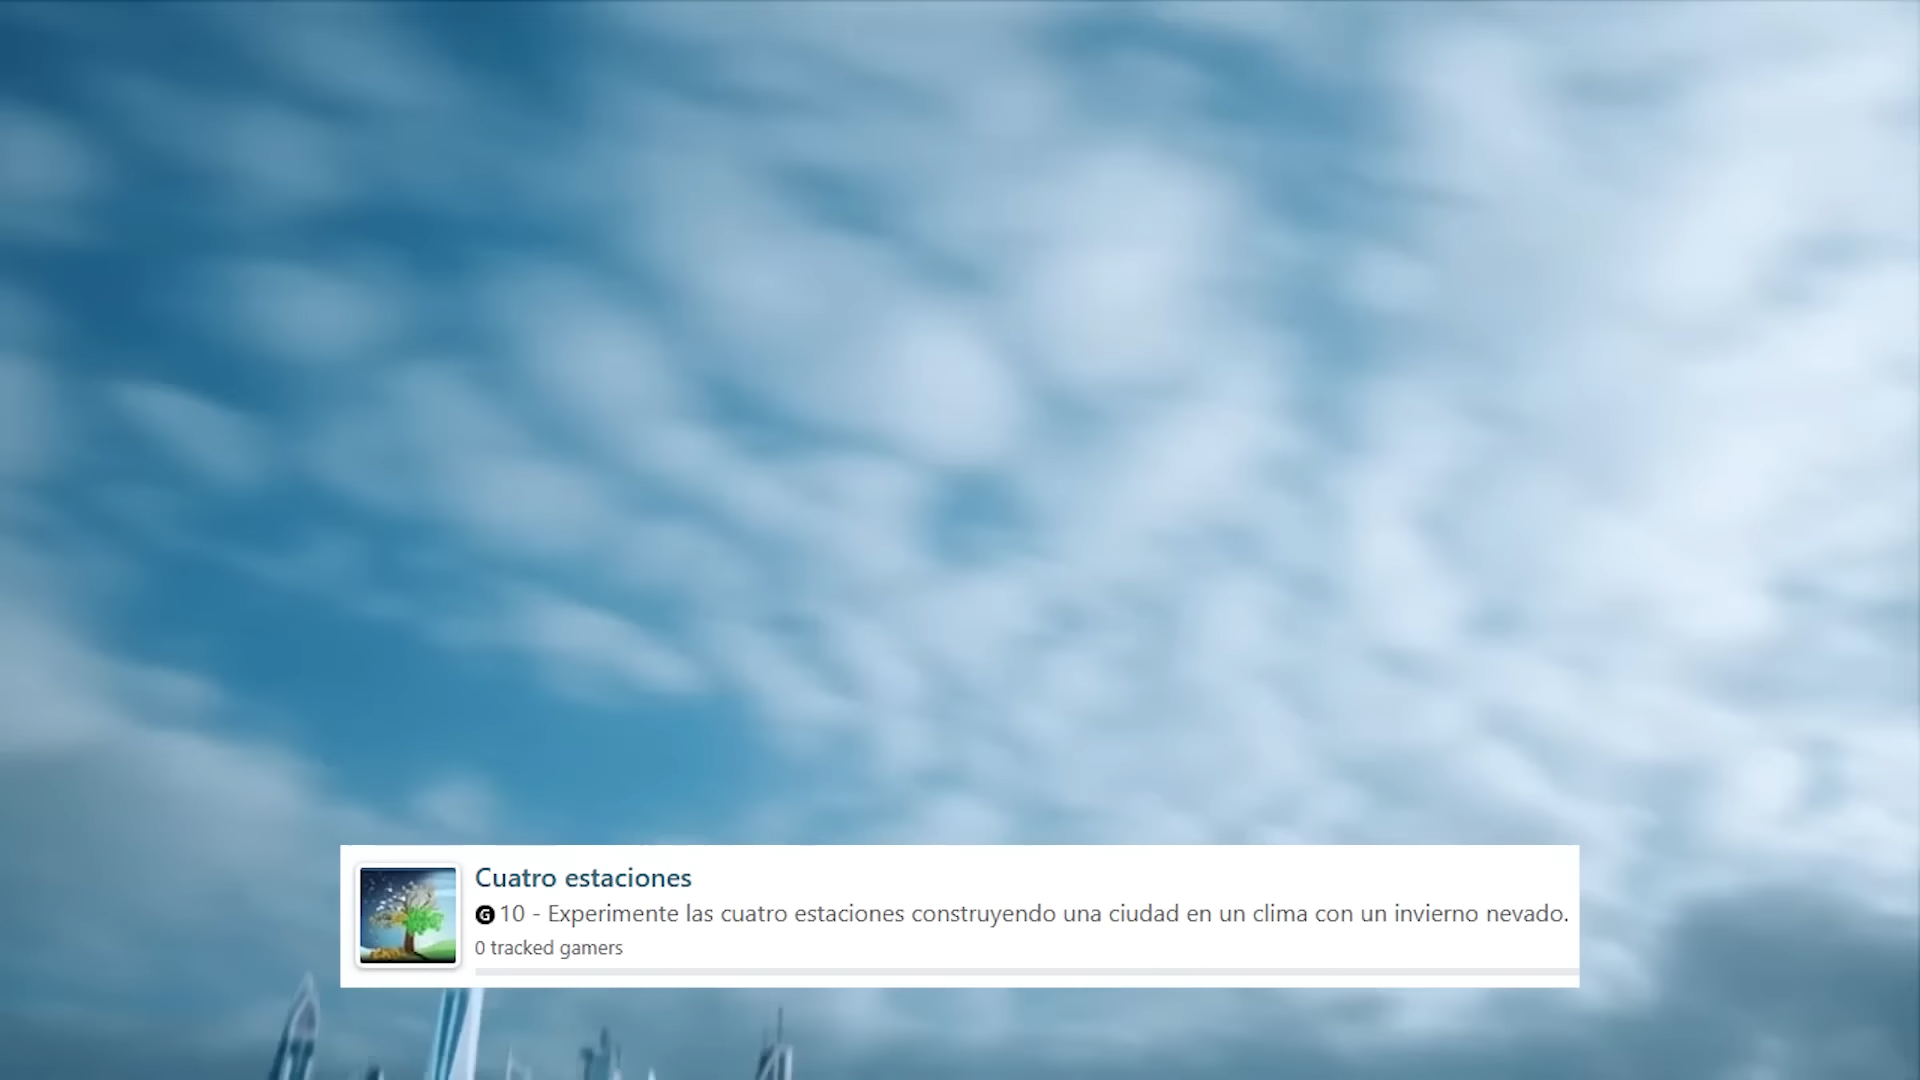 Cuatro estaciones
G 10 - Experimente las cuatro estaciones construyendo una ciudad en un clima con un invierno nevado.
0 tracked gamers